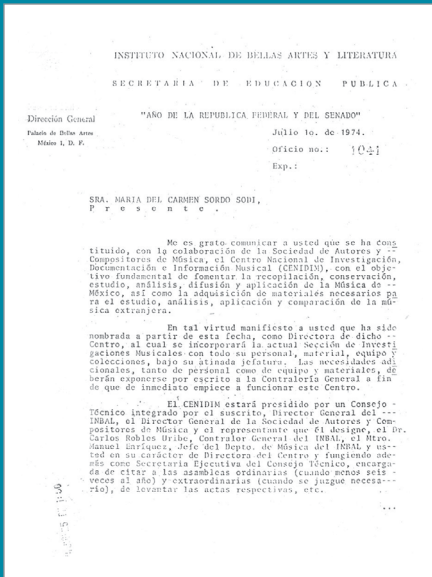 INSTITUTO NACIONAL DE BELLAS ARTES Y LITERATURA
SECRETARIA DE EDUCACION PUBLICA
"AÑO DE LA REPUBLICA FEDERAL Y DEL SENADO"
Dirección General
Palacio de Bellas Artes
México 1, D. F.
Julio 1o. de 1974.
Oficio no.: 1041
Exp.:
SRA. MARIA DEL CARMEN SORDO SODI,
P r e s e n t e .
Me es grato comunicar a usted que se ha cons
tituido, con la colaboración de la Sociedad de Autores y --
Compositores de Música, el Centro Nacional de Investigación,
Documentación e Información Musical (CENIDIM), con el obje-
tivo fundamental de fomentar la recopilación, conservación,
estudio, análisis, difusión y aplicación de la Música de --
México, así como la adquisición de materiales necesarios pa
ra el estudio, análisis, aplicación y comparación de la mú-
sica extranjera.
En tal virtud manifiesto a usted que ha sido
nombrada a partir de esta fecha, como Directora de dicho --
Centro, al cual se incorporará la actual Sección de Investi
gaciones Musicales con todo su personal, material, equipo y
colecciones, bajo su atinada jefatura. Las necesidades adi
cionales, tanto de personal como de equipo y materiales, de
berán exponerse por escrito a la Contraloría General a fin
de que de inmediato empiece a funcionar este Centro.
El CENIDIM estará presidido por un Consejo -
Técnico integrado por el suscrito, Director General del ---
INBAL, el Director General de la Sociedad de Autores y Com-
positores de Música y el representante que él designe, el Dr.
Carlos Robles Uribe, Contralor General del INBAL, el Mtro.
Manuel Enríquez, Jefe del Depto. de Música del INBAL y us--
ted en su carácter de Directora del Centro y fungiendo ade-
más como Secretaria Ejecutiva del Consejo Técnico, encarga-
da de citar a las asambleas ordinarias (cuando menos seis -
veces al año) y extraordinarias (cuando se juzgue necesa---
rio), de levantar las actas respectivas, etc.
...